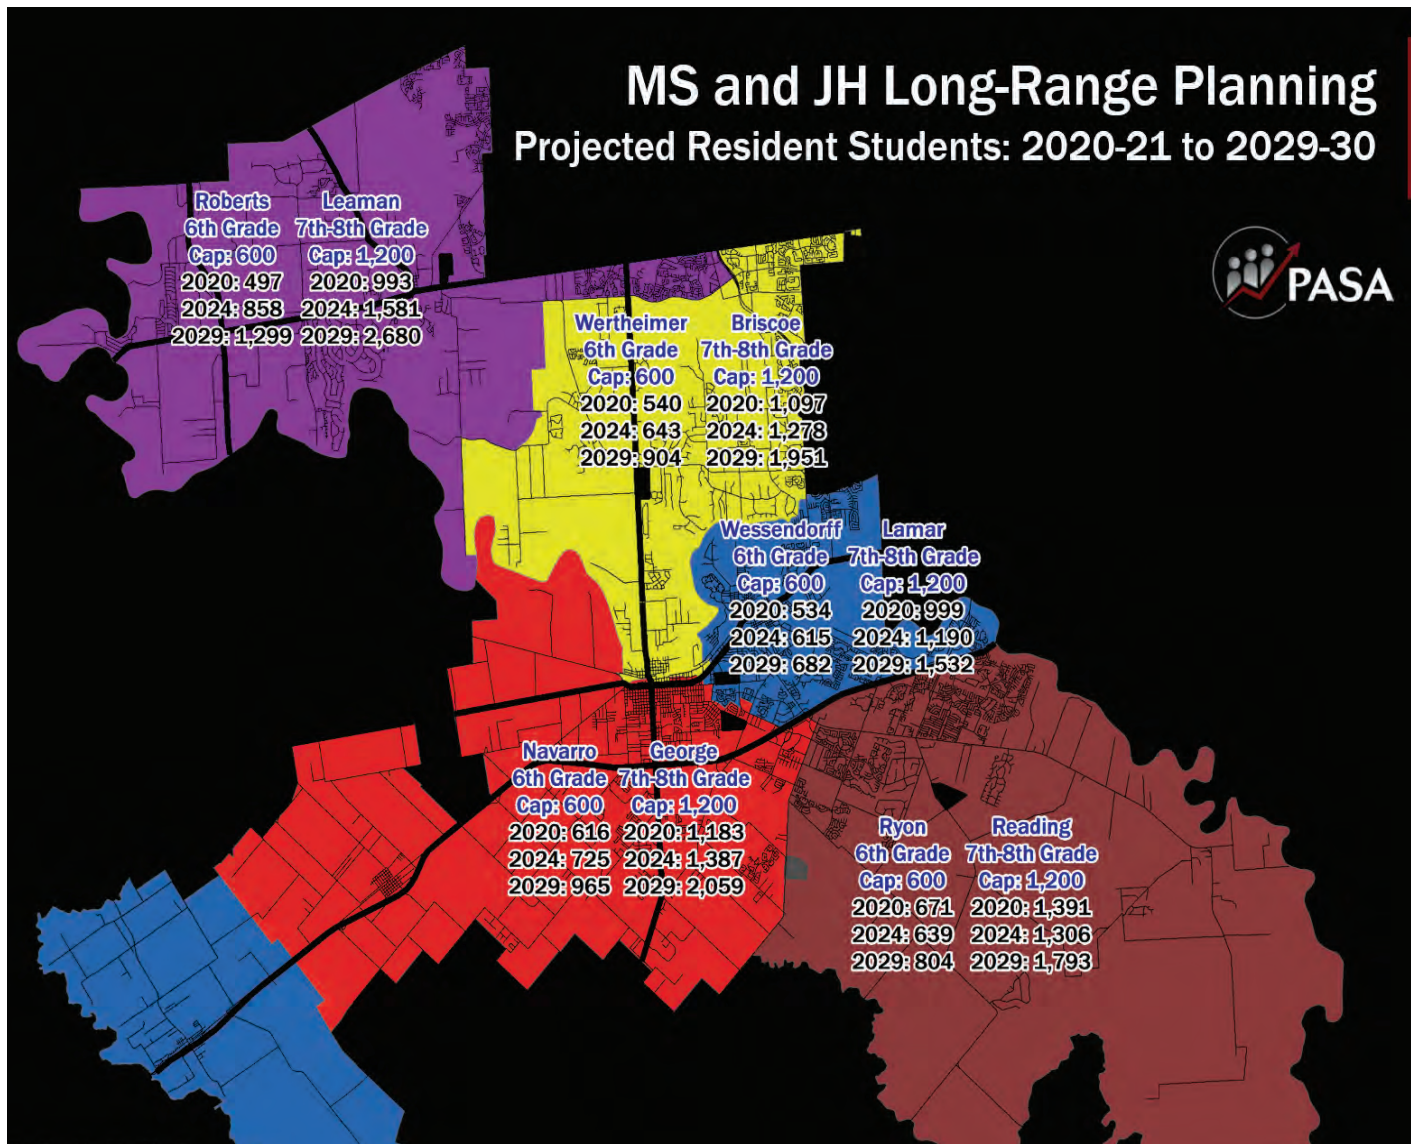 MS and JH Long-Range Planning
Projected Resident Students: 2020-21 to 2029-30
PASA
Roberts
6th Grade
Cap: 600
2020: 497
2024: 858
2029: 1,299
Leaman
7th-8th Grade
Cap: 1,200
2020: 993
2024: 1,581
2029: 2,680
Wertheimer
6th Grade
Cap: 600
2020: 540
2024: 643
2029: 904
Briscoe
7th-8th Grade
Cap: 1,200
2020: 1,097
2024: 1,278
2029: 1,951
Wessendorff
6th Grade
Cap: 600
2020: 534
2024: 615
2029: 682
Lamar
7th-8th Grade
Cap: 1,200
2020: 999
2024: 1,190
2029: 1,532
Navarro
6th Grade
Cap: 600
2020: 616
2024: 725
2029: 965
George
7th-8th Grade
Cap: 1,200
2020: 1,183
2024: 1,387
2029: 2,059
Ryon
6th Grade
Cap: 600
2020: 671
2024: 639
2029: 804
Reading
7th-8th Grade
Cap: 1,200
2020: 1,391
2024: 1,306
2029: 1,793